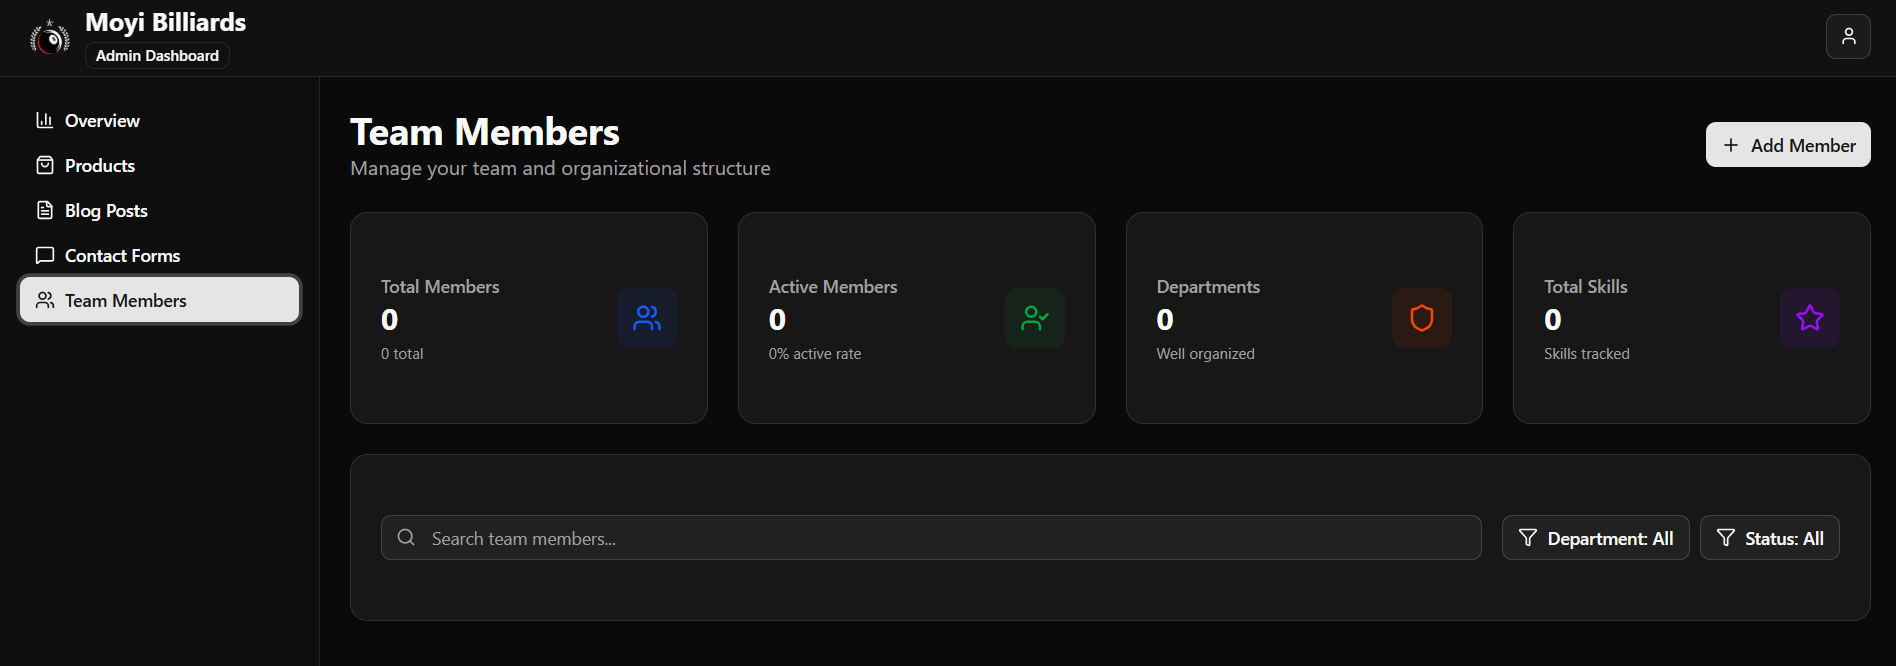 Moyi Billiards
Admin Dashboard
Overview
Products
Blog Posts
Contact Forms
Team Members
Team Members
Manage your team and organizational structure
+ Add Member
Total Members
0
0 total
Active Members
0
0% active rate
Departments
0
Well organized
Total Skills
0
Skills tracked
Search team members...
Department: All
Status: All